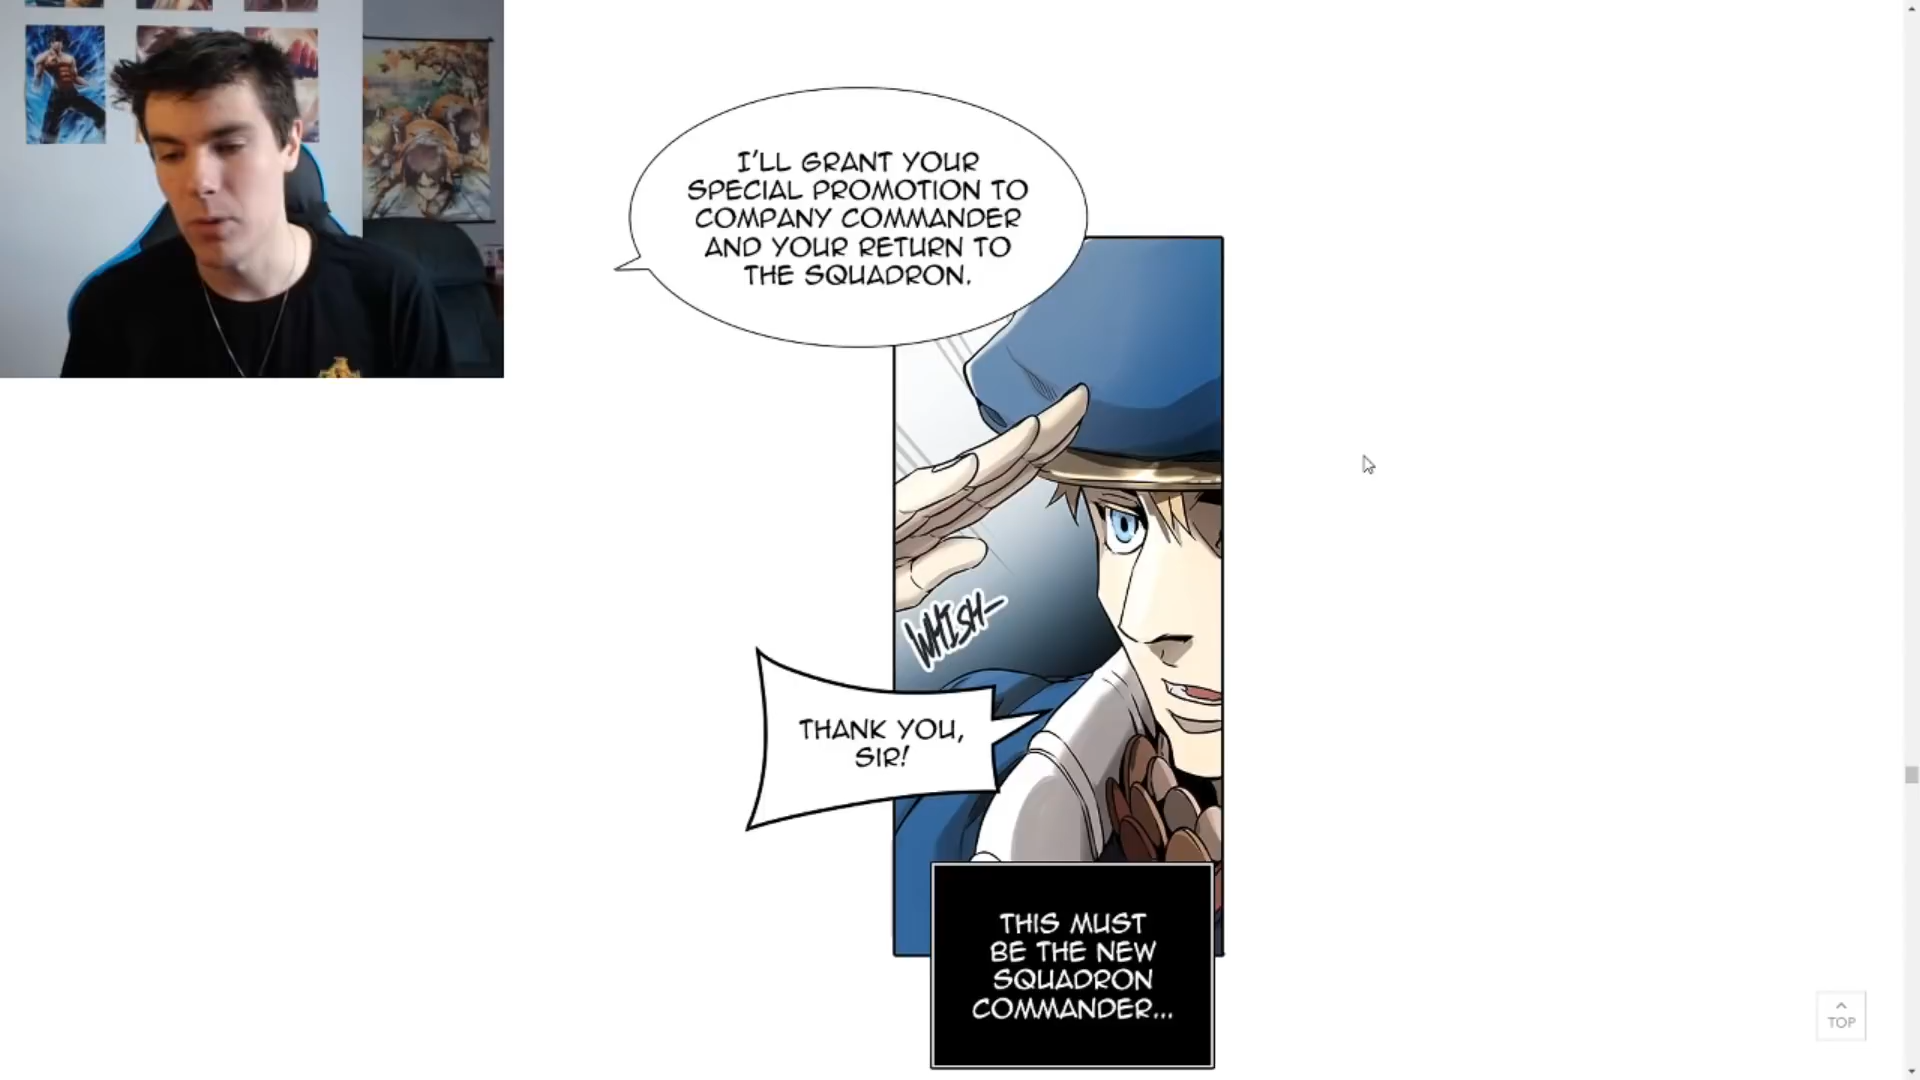 I'LL GRANT YOUR
SPECIAL PROMOTION TO
COMPANY COMMANDER
AND YOUR RETURN TO
THE SQUADRON.
WHISH—
THANK YOU,
SIR!
THIS MUST
BE THE NEW
SQUADRON
COMMANDER...
TOP